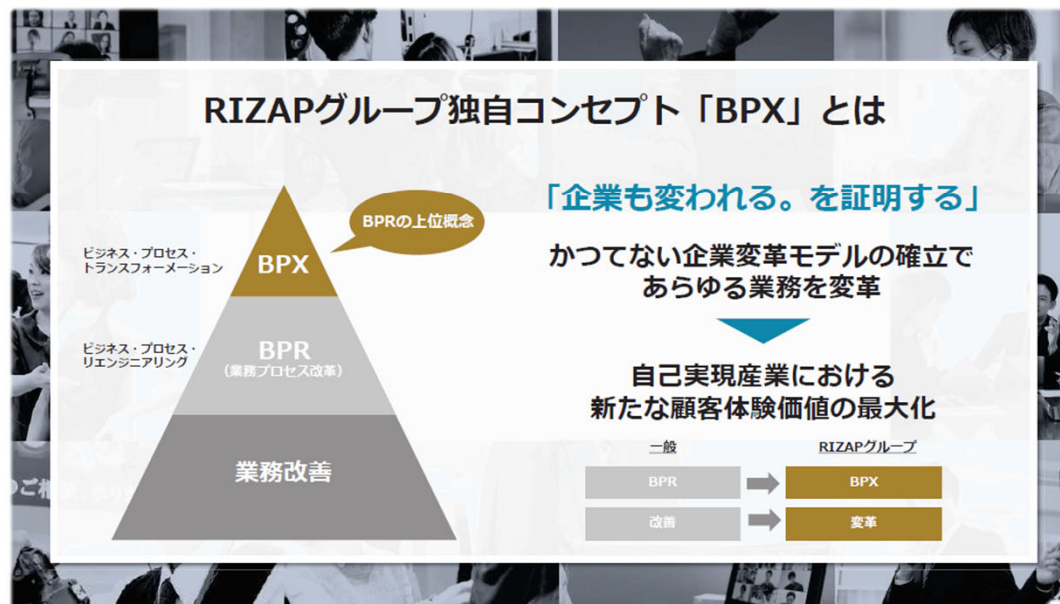 RIZAPグループ独自コンセプト「BPX」とは
BPRの上位概念
ビジネス・プロセス・
トランスフォーメーション
BPX
ビジネス・プロセス・
リエンジニアリング
BPR
（業務プロセス改革）
業務改善
「企業も変われる。を証明する」
かつてない企業変革モデルの確立で
あらゆる業務を変革
自己実現産業における
新たな顧客体験価値の最大化
一般
RIZAPグループ
BPR
BPX
改善
変革
のご相